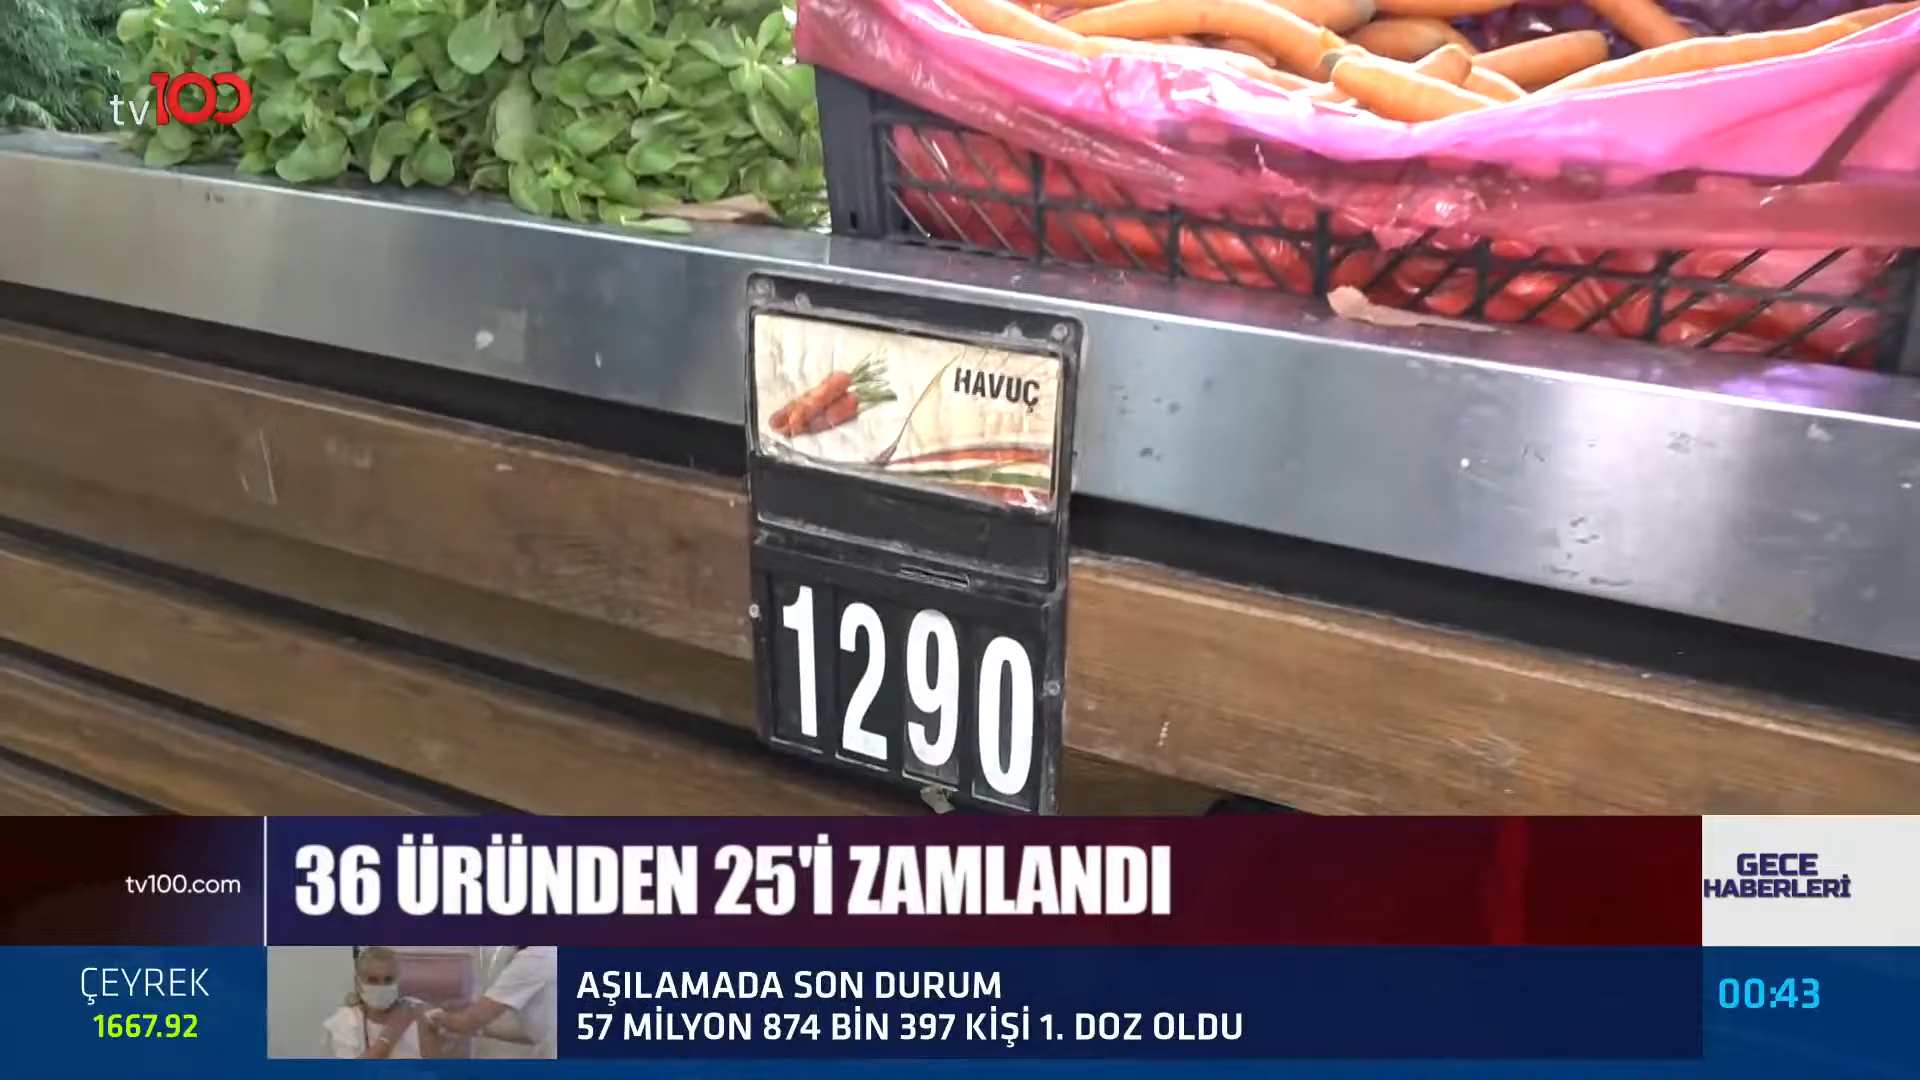 tv100
HAVUÇ
1290
tv100.com
36 ÜRÜNDEN 25'İ ZAMLANDI
GECE
HABERLERİ
ÇEYREK
1667.92
AŞILAMADA SON DURUM
57 MİLYON 874 BİN 397 KİŞİ 1. DOZ OLDU
00:43